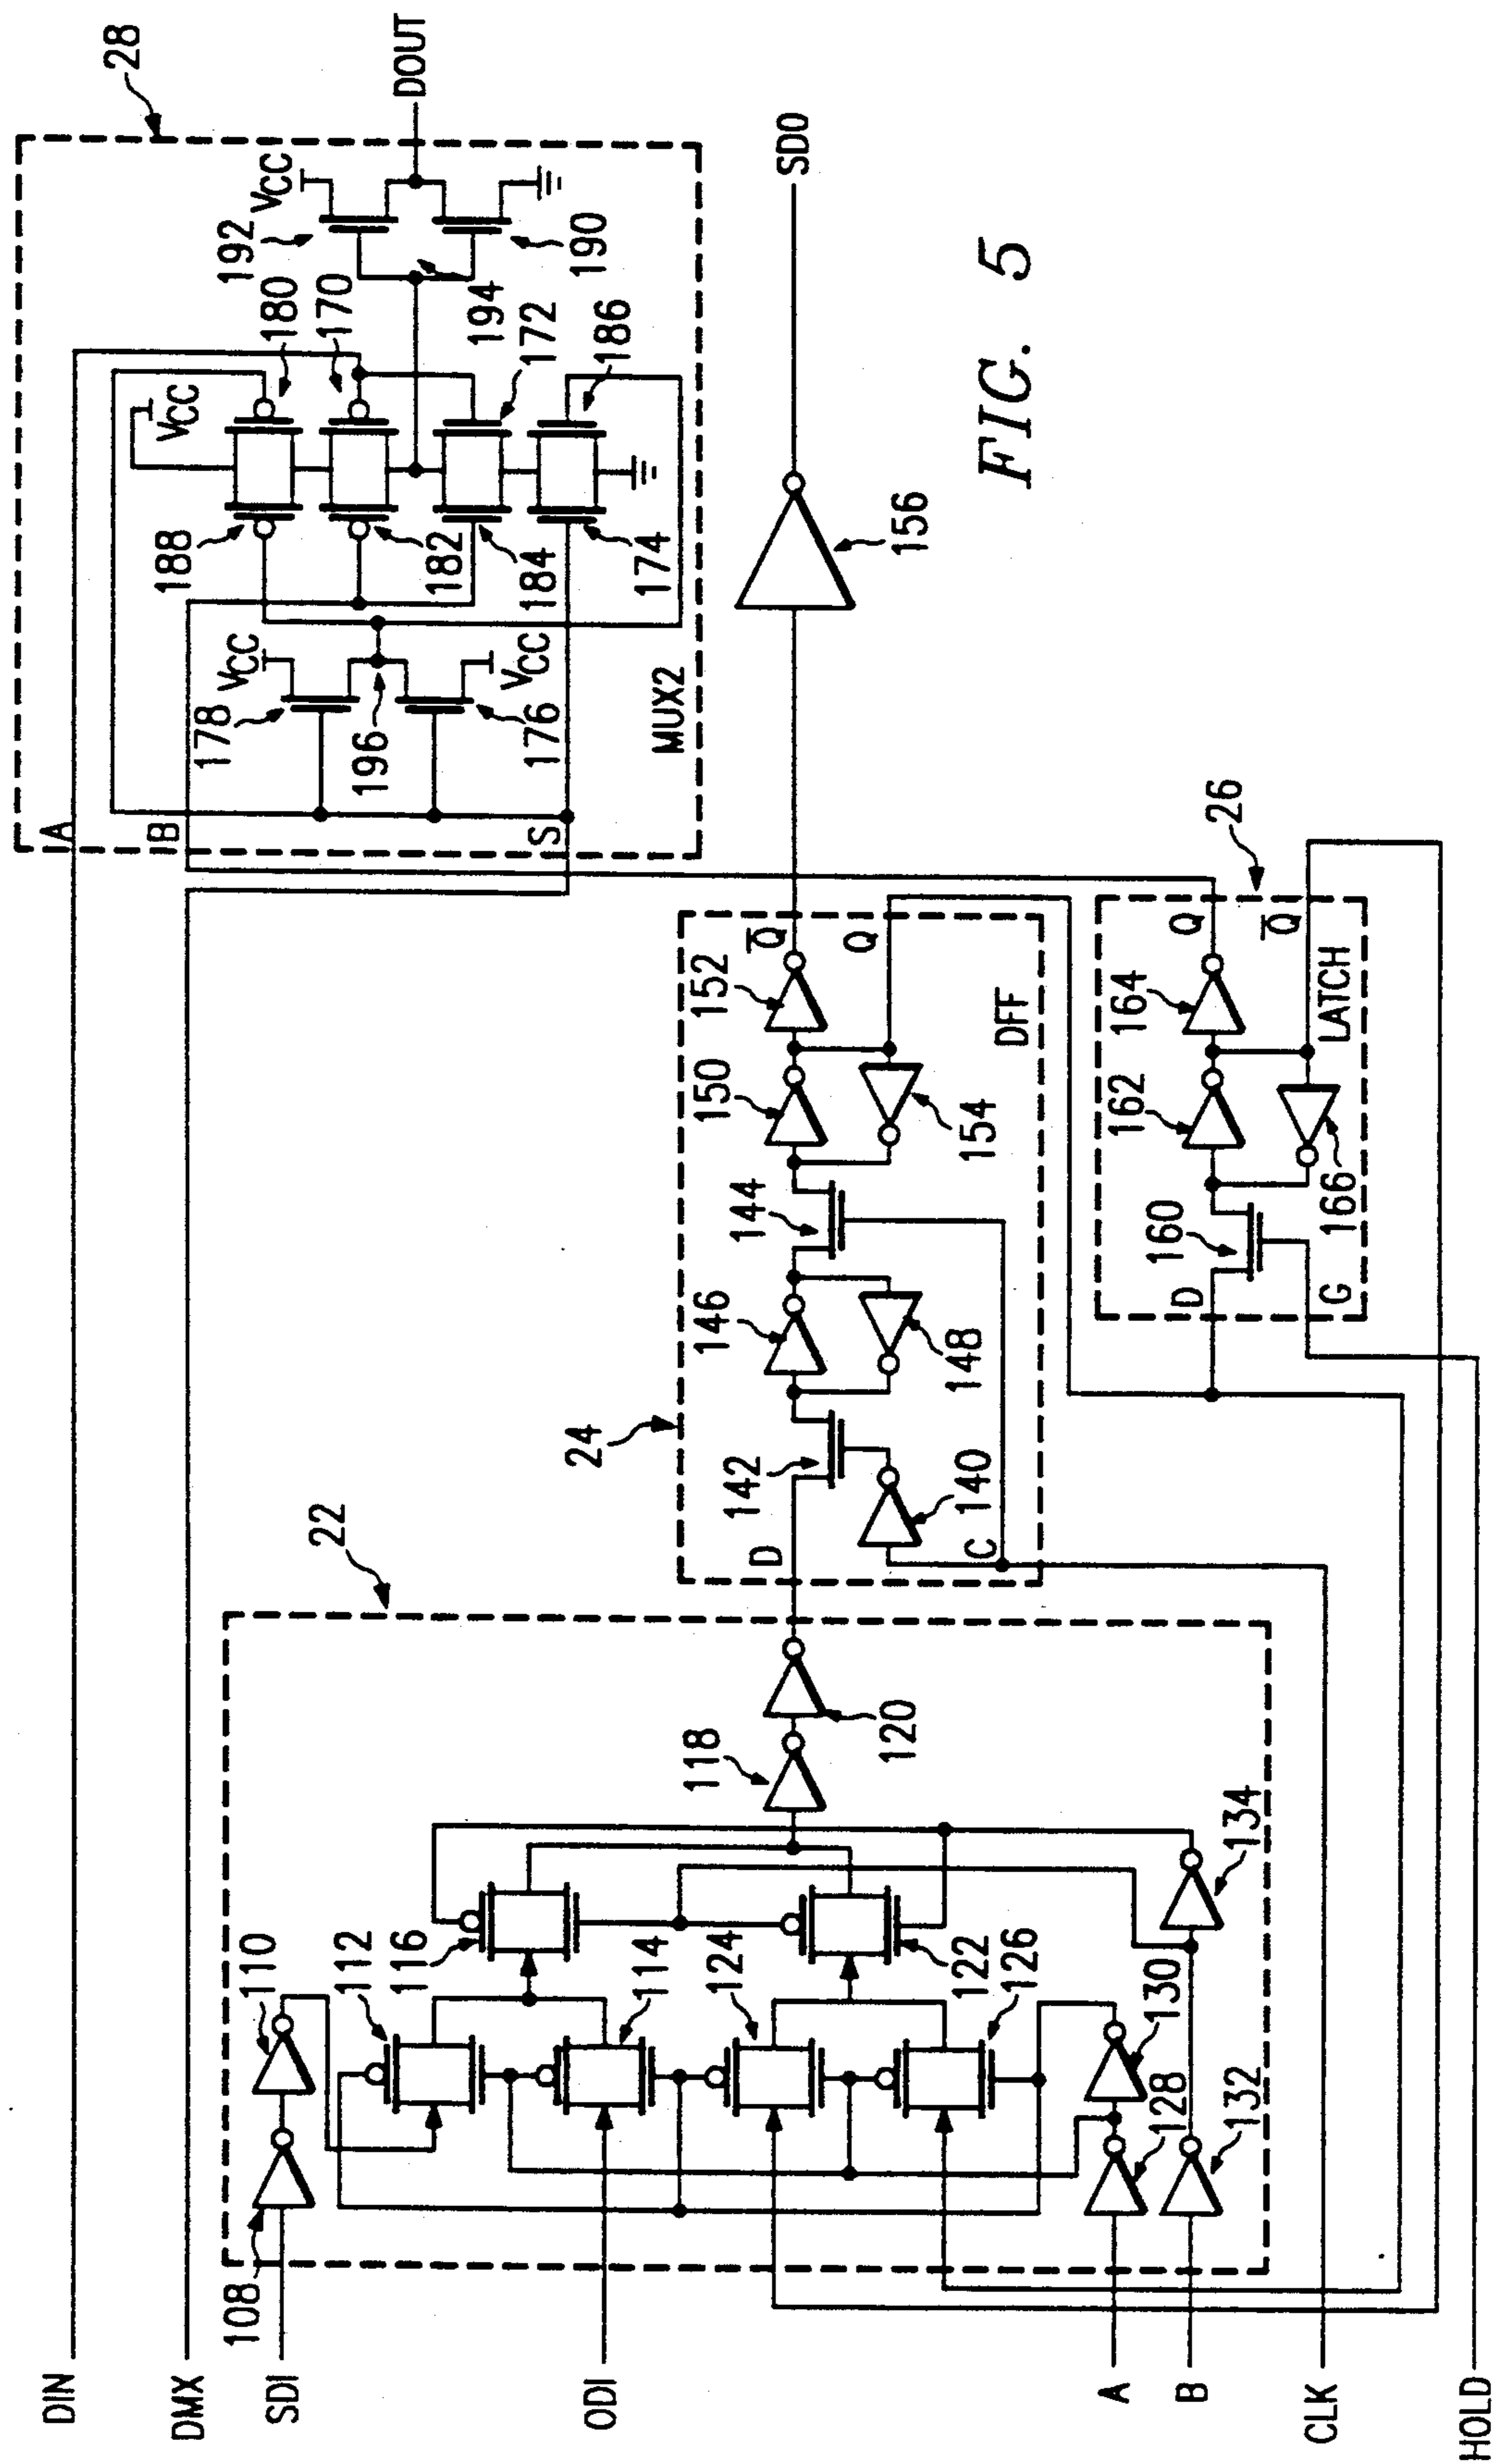 DIN
DMX
SDI
ODI
A
B
CLK
HOLD
22
108
110
112
116
114
124
122
126
118
120
128
130
132
134
24
D
C
142
140
146
148
144
150
154
152
Q
Q
DFF
156
SDO
26
D
G
160
162
164
166
Q
Q
LATCH
28
A
B
S
MUX2
178
VCC
196
176
VCC
188
182
184
174
VCC
180
170
172
186
194
192
VCC
190
DOUT
FIG. 5